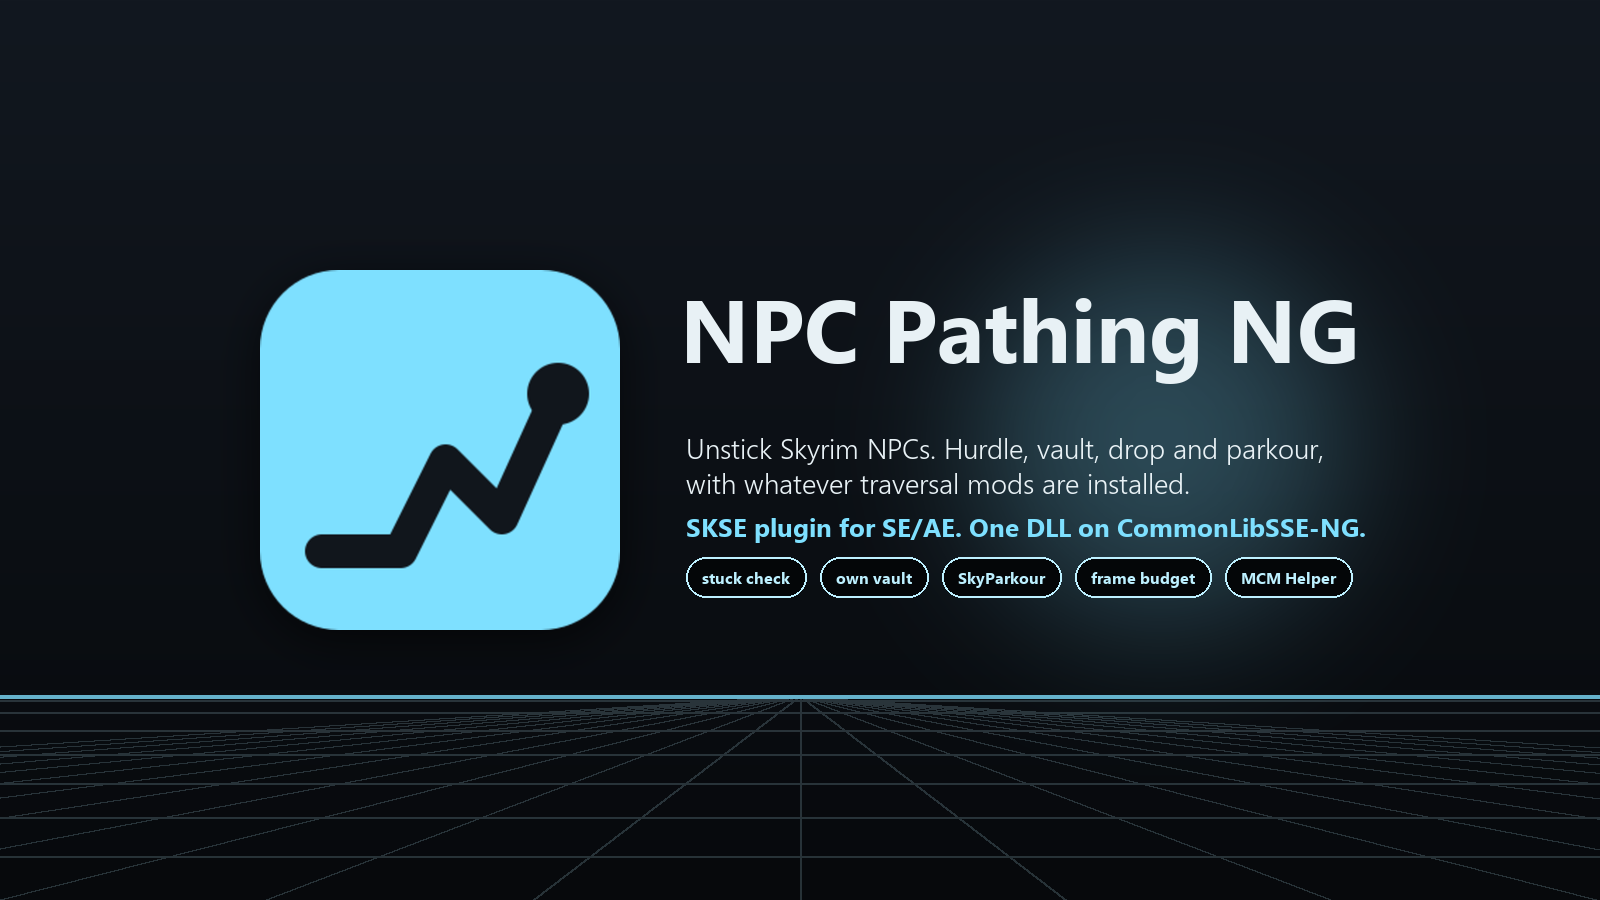 NPC Pathing NG
Unstick Skyrim NPCs. Hurdle, vault, drop and parkour,
with whatever traversal mods are installed.
SKSE plugin for SE/AE. One DLL on CommonLibSSE-NG.
stuck check own vault SkyParkour frame budget MCM Helper